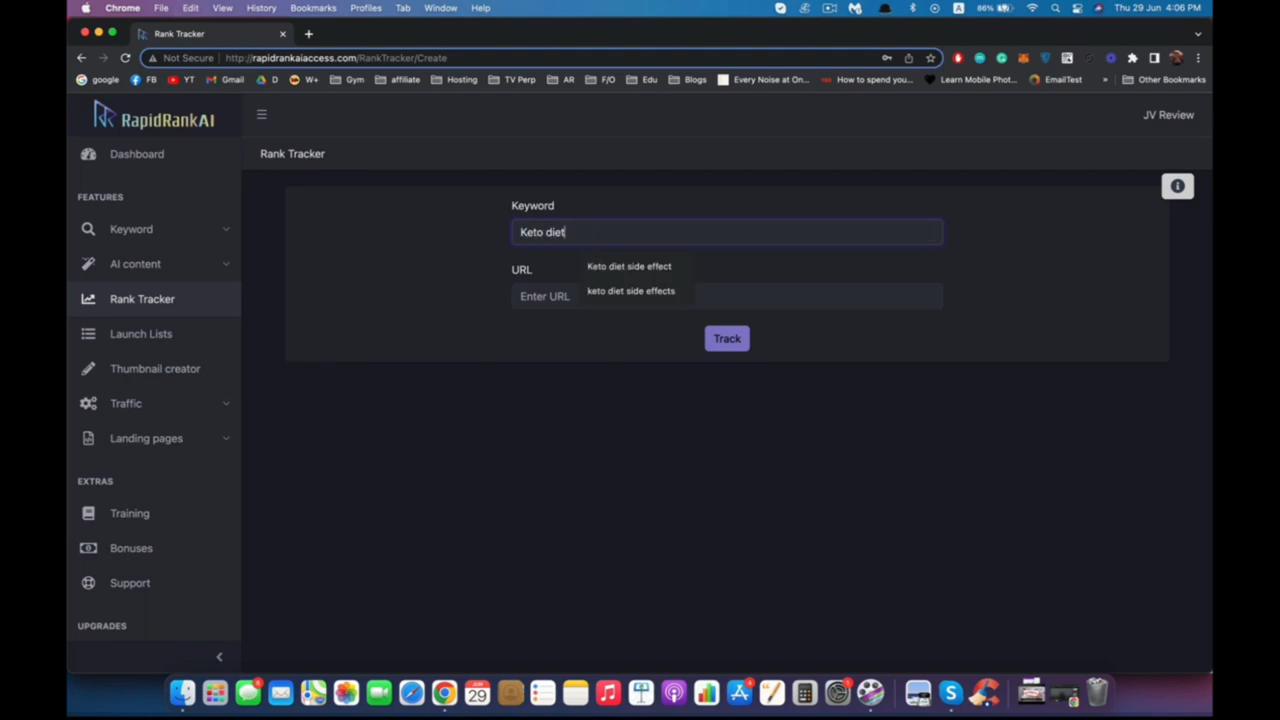 Chrome File Edit View History Bookmarks Profiles Tab Window Help 86% Thu 29 Jun 4:06 PM
Rank Tracker
Not Secure http://rapidrankaiaccess.com/RankTracker/Create
google FB YT Gmail D W+ Gym affiliate Hosting TV Perp AR F/O Edu Blogs Every Noise at On... How to spend you... Learn Mobile Phot... EmailTest » Other Bookmarks
RapidRankAI
JV Review
Dashboard
Rank Tracker
FEATURES
Keyword
AI content
Rank Tracker
Launch Lists
Thumbnail creator
Traffic
Landing pages
EXTRAS
Training
Bonuses
Support
UPGRADES
Keyword
Keto diet
Keto diet side effect
keto diet side effects
URL
Enter URL
Track
29